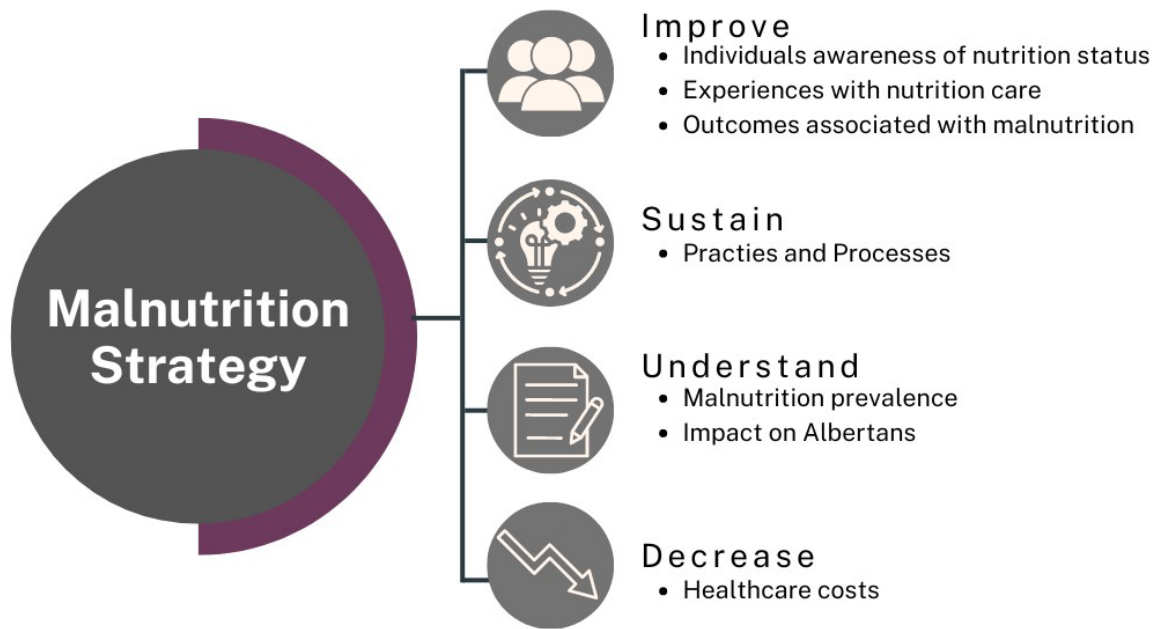 Malnutrition
Strategy
Improve
• Individuals awareness of nutrition status
• Experiences with nutrition care
• Outcomes associated with malnutrition
Sustain
• Practies and Processes
Understand
• Malnutrition prevalence
• Impact on Albertans
Decrease
• Healthcare costs